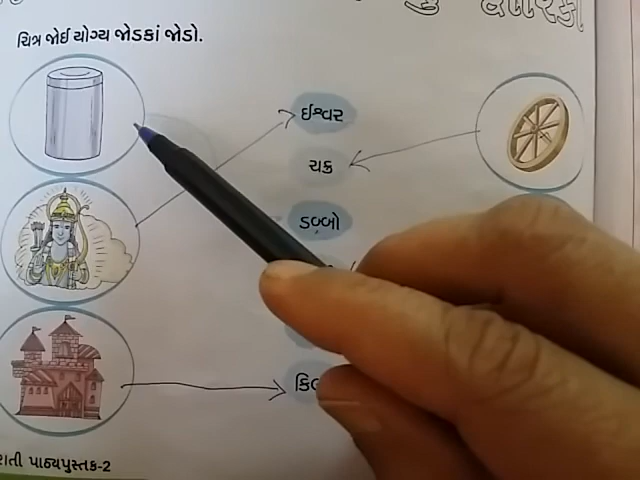 ચિત્ર જોઈ યોગ્ય જોડકાં જોડો.
ઈશ્વર
ચક્ર
ડબ્બો
પાઠ્યપુસ્તક-2